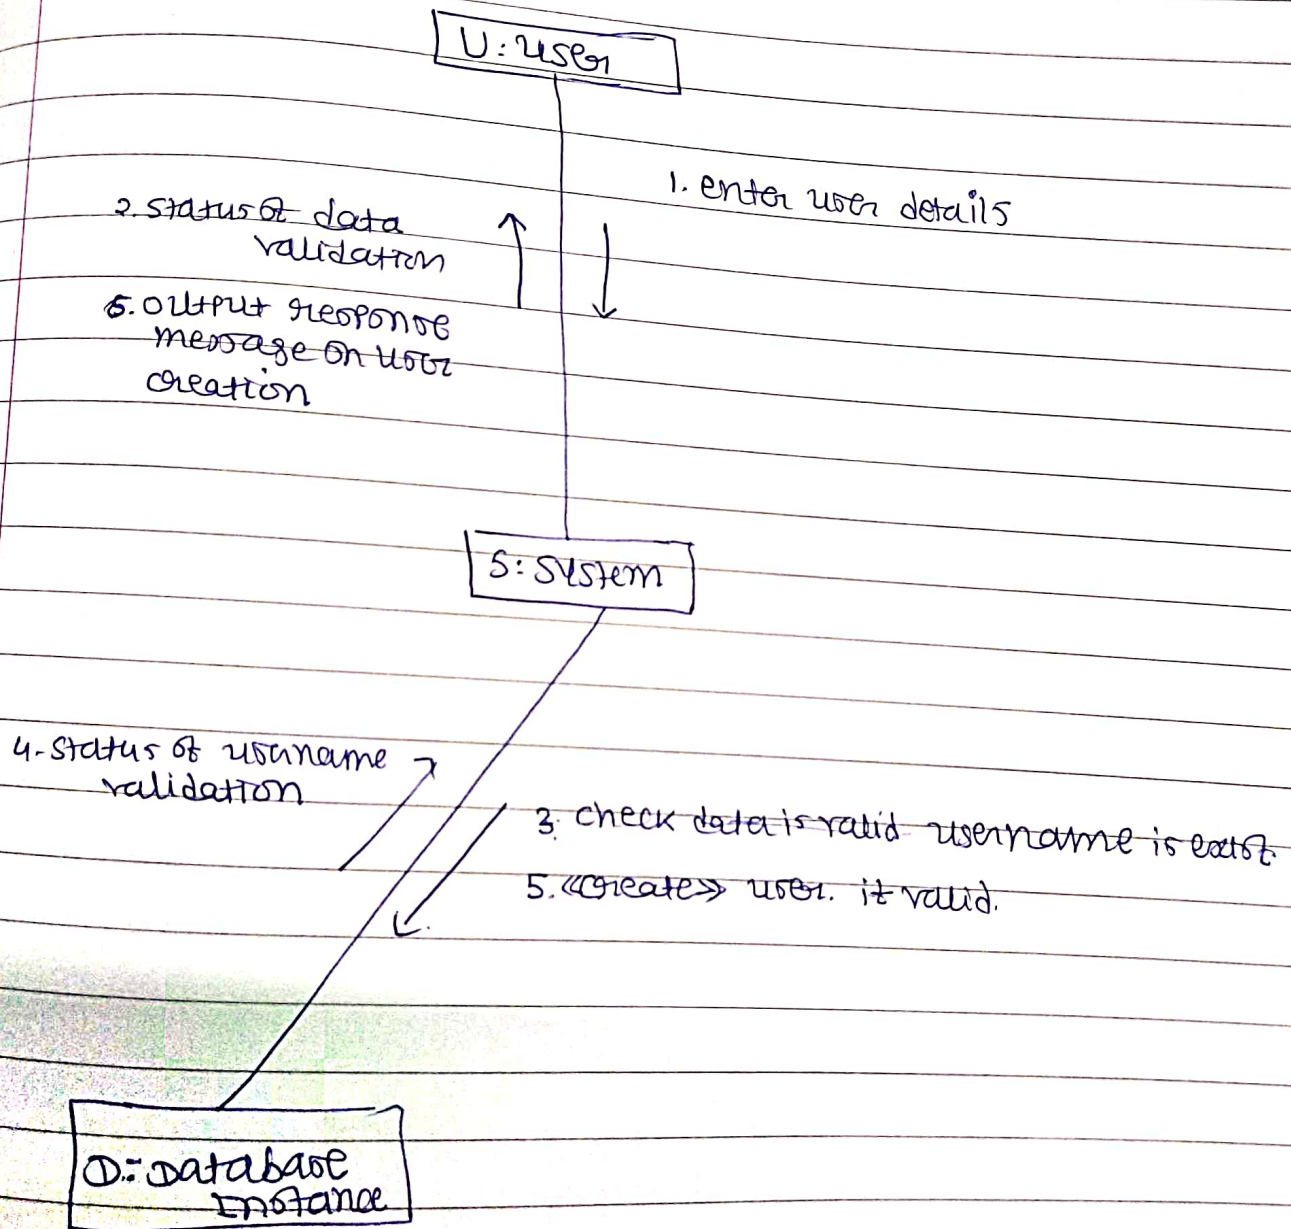 U: user
1. enter user details
2. status of data
validation
6. output response
message on user
creation
S: System
4. status of username
validation
3. check data is valid username is exist.
5. <<create>> user. if valid.
D:- Database
Instance